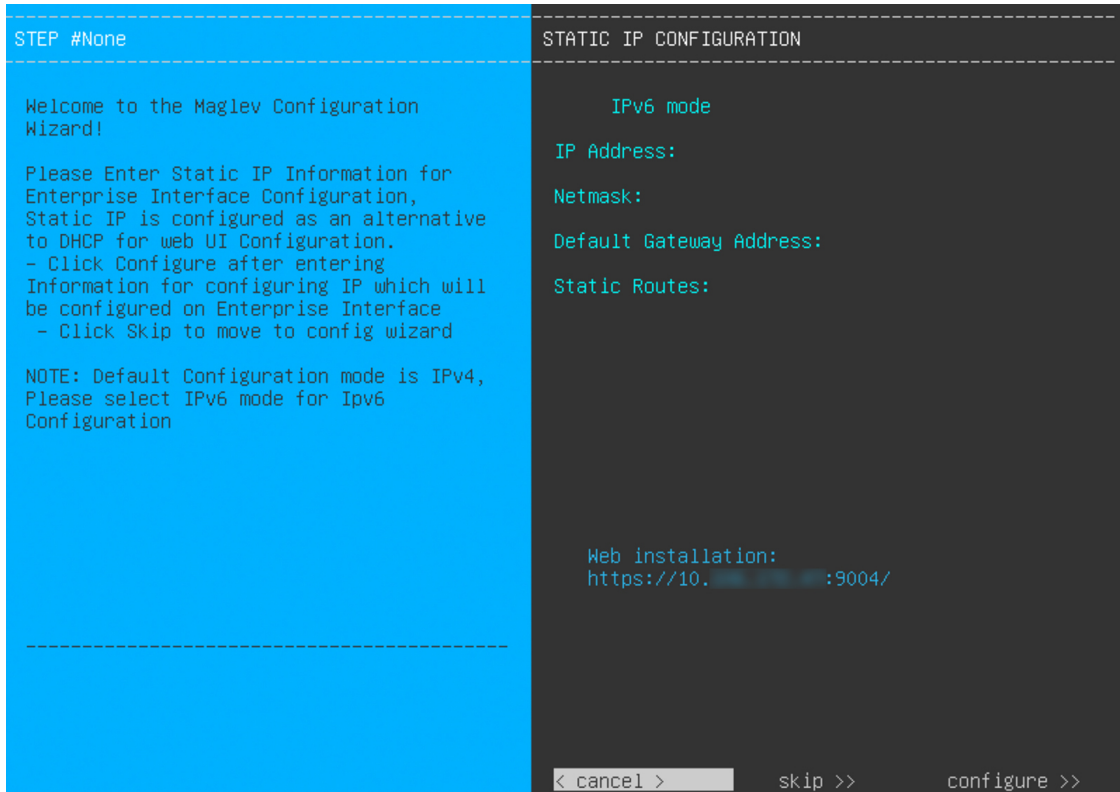 STEP #None
Welcome to the Maglev Configuration
Wizard!
Please Enter Static IP Information for
Enterprise Interface Configuration,
Static IP is configured as an alternative
to DHCP for web UI Configuration.
- Click Configure after entering
Information for configuring IP which will
be configured on Enterprise Interface
- Click Skip to move to config wizard
NOTE: Default Configuration mode is IPv4,
Please select IPv6 mode for Ipv6
Configuration
STATIC IP CONFIGURATION
IPv6 mode
IP Address:
Netmask:
Default Gateway Address:
Static Routes:
Web installation:
https://10. :9004/
< cancel > skip >> configure >>